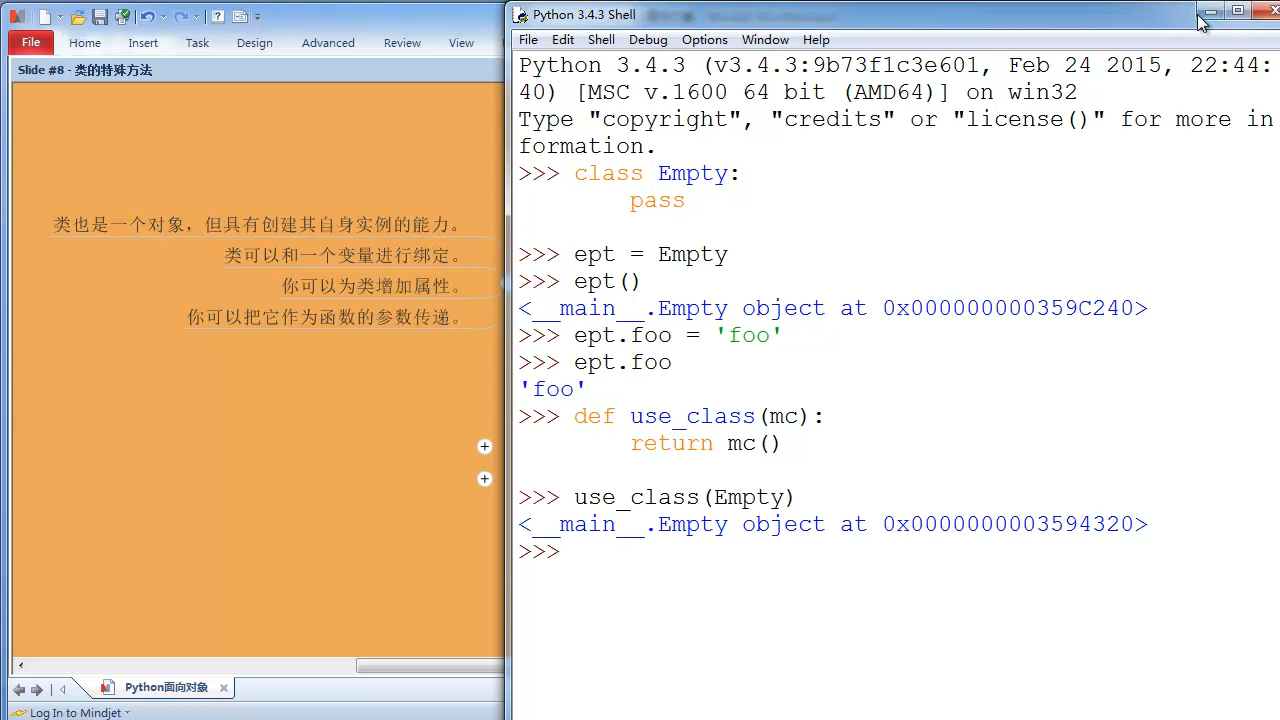 File Home Insert Task Design Advanced Review View
Slide #8 - 类的特殊方法
类也是一个对象，但具有创建其自身实例的能力。
类可以和一个变量进行绑定。
你可以为类增加属性。
你可以把它作为函数的参数传递。
Python面向对象
Log In to Mindjet
Python 3.4.3 Shell
File Edit Shell Debug Options Window Help
Python 3.4.3 (v3.4.3:9b73f1c3e601, Feb 24 2015, 22:44:
40) [MSC v.1600 64 bit (AMD64)] on win32
Type "copyright", "credits" or "license()" for more in
formation.
>>> class Empty:
pass
>>> ept = Empty
>>> ept()
<__main__.Empty object at 0x000000000359C240>
>>> ept.foo = 'foo'
>>> ept.foo
'foo'
>>> def use_class(mc):
return mc()
>>> use_class(Empty)
<__main__.Empty object at 0x0000000003594320>
>>>